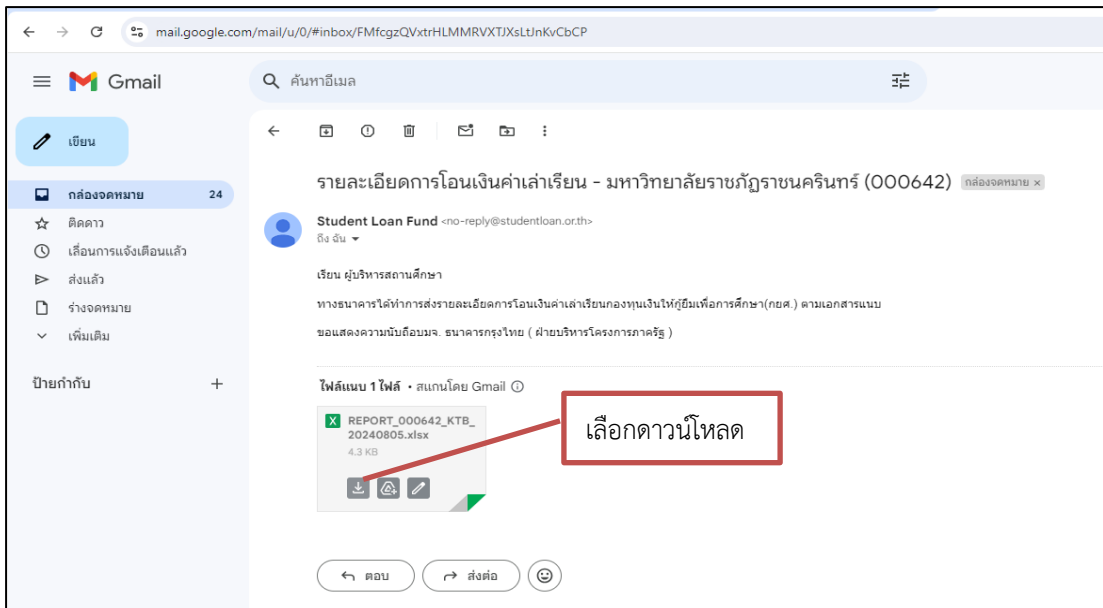 mail.google.com/mail/u/0/#inbox/FMfcgzQVxtrHLMMRVXTJXsLtJnKvCbCP
Gmail
ค้นหาอีเมล
เขียน
กล่องจดหมาย 24
ติดดาว
เลื่อนการแจ้งเตือนแล้ว
ส่งแล้ว
ร่างจดหมาย
เพิ่มเติม
ป้ายกำกับ +
รายละเอียดการโอนเงินค่าเล่าเรียน - มหาวิทยาลัยราชภัฏราชนครินทร์ (000642) กล่องจดหมาย ×
Student Loan Fund <no-reply@studentloan.or.th>
ถึง ฉัน
เรียน ผู้บริหารสถานศึกษา
ทางธนาคารได้ทำการส่งรายละเอียดการโอนเงินค่าเล่าเรียนกองทุนเงินให้กู้ยืมเพื่อการศึกษา(กยศ.) ตามเอกสารแนบ
ขอแสดงความนับถือบมจ. ธนาคารกรุงไทย ( ฝ่ายบริหารโครงการภาครัฐ )
ไฟล์แนบ 1 ไฟล์ • สแกนโดย Gmail
X REPORT_000642_KTB_
20240805.xlsx
4.3 KB
เลือกดาวน์โหลด
ตอบ
ส่งต่อ